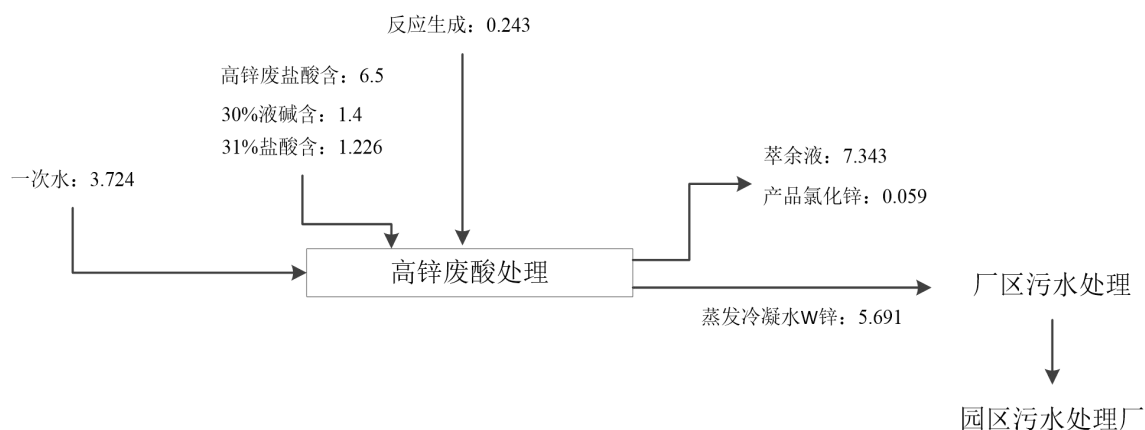 反应生成：0.243
高锌废盐酸含：6.5
30%液碱含：1.4
31%盐酸含：1.226
一次水：3.724
萃余液：7.343
产品氯化锌：0.059
高锌废酸处理
厂区污水处理
蒸发冷凝水W锌：5.691
园区污水处理厂